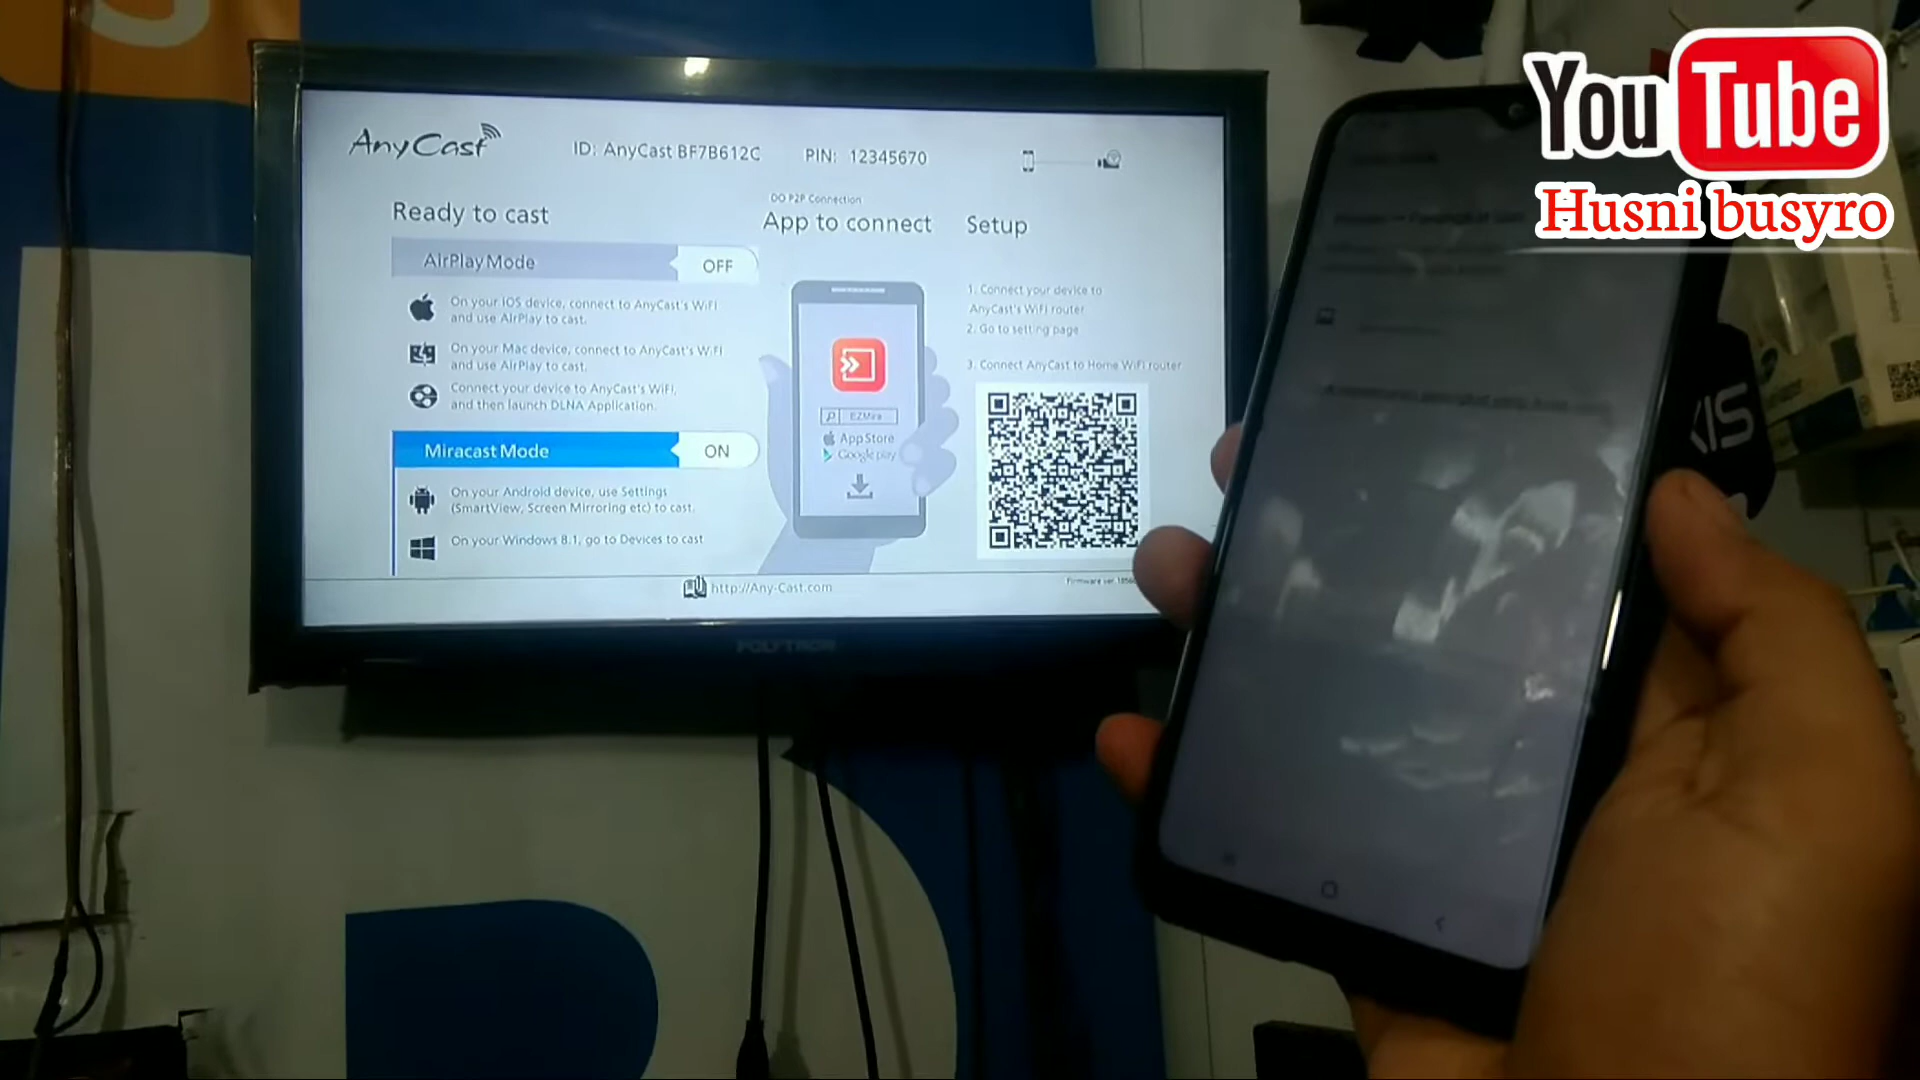 YouTube
Husni busyro
AnyCast
ID: AnyCast BF7B612C
PIN: 12345670
Ready to cast
AirPlay Mode
OFF
On your IOS device, connect to AnyCast's WiFi
and use AirPlay to cast.
On your Mac device, connect to AnyCast's WiFi
and use AirPlay to cast.
Connect your device to AnyCast's WiFi,
and then launch DLNA Application.
Miracast Mode
ON
On your Android device, use Settings
(SmartView, Screen Mirroring etc) to cast.
On your Windows 8.1, go to Devices to cast
DO P2P Connection
App to connect
EZMira
App Store
Google play
Setup
1. Connect your device to
AnyCast's WiFi router
2. Go to setting page
3. Connect AnyCast to Home WiFi router
http://Any-Cast.com
Firmware ver.
POLYTRON